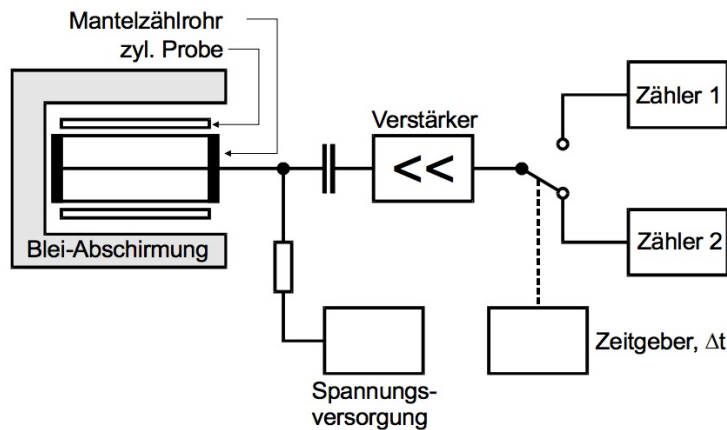 Mantelzählrohr
zyl. Probe
Verstärker
<<
Zähler 1
Zähler 2
Blei-Abschirmung
Zeitgeber, Δt
Spannungs-
versorgung